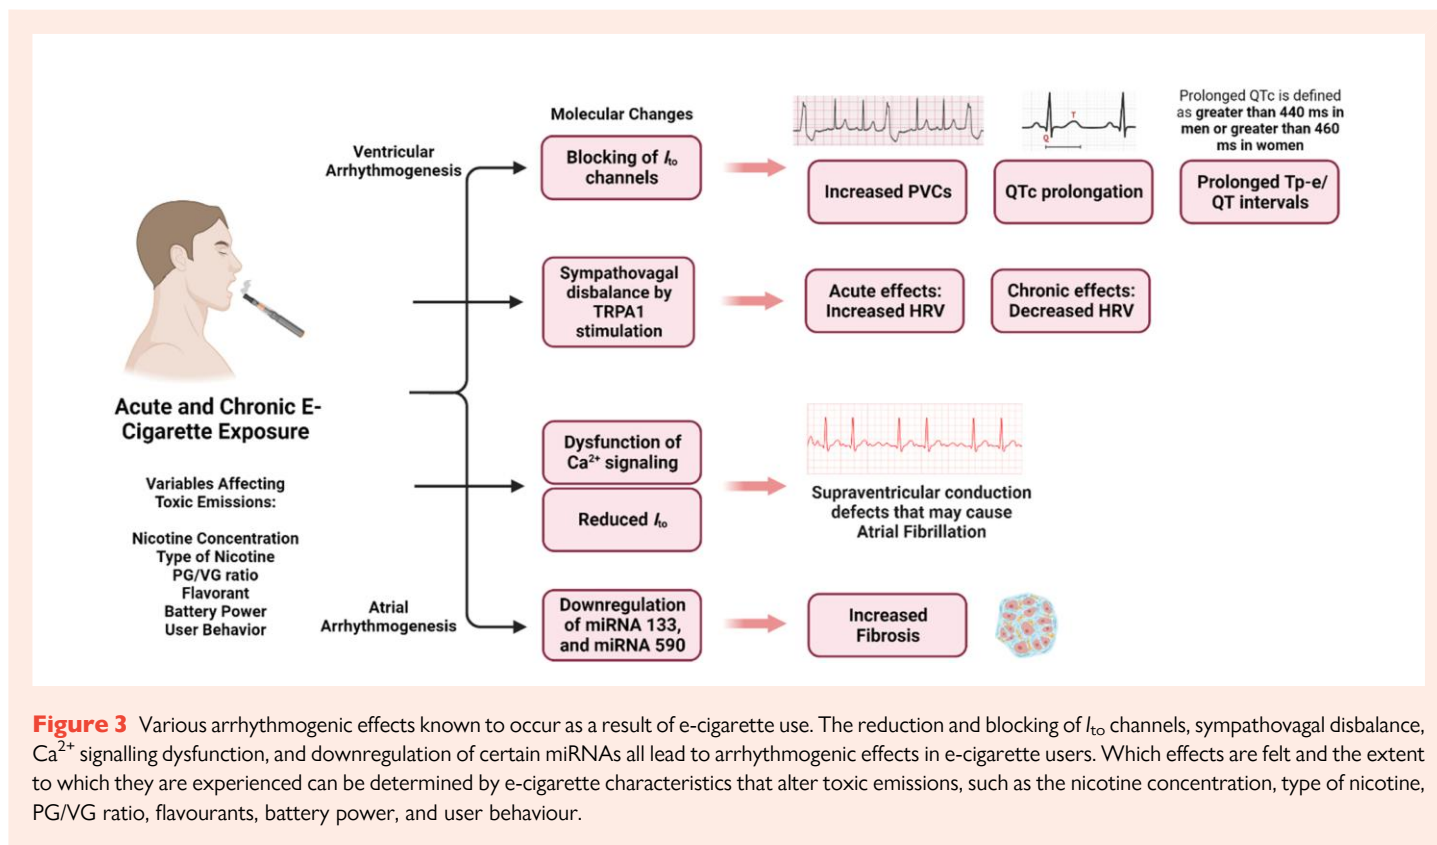 Molecular Changes
Ventricular
Arrhythmogenesis
Blocking of Ito
channels
Increased PVCs
T
Q
QTc prolongation
Prolonged QTc is defined
as greater than 440 ms in
men or greater than 460
ms in women
Prolonged Tp-e/
QT intervals
Sympathovagal
disbalance by
TRPA1
stimulation
Acute effects:
Increased HRV
Chronic effects:
Decreased HRV
Acute and Chronic E-
Cigarette Exposure
Variables Affecting
Toxic Emissions:
Nicotine Concentration
Type of Nicotine
PG/VG ratio
Flavorant
Battery Power
User Behavior
Dysfunction of
Ca²⁺ signaling
Reduced Ito
Supraventricular conduction
defects that may cause
Atrial Fibrillation
Atrial
Arrhythmogenesis
Downregulation
of miRNA 133,
and miRNA 590
Increased
Fibrosis
Figure 3 Various arrhythmogenic effects known to occur as a result of e-cigarette use. The reduction and blocking of Ito channels, sympathovagal disbalance,
Ca²⁺ signalling dysfunction, and downregulation of certain miRNAs all lead to arrhythmogenic effects in e-cigarette users. Which effects are felt and the extent
to which they are experienced can be determined by e-cigarette characteristics that alter toxic emissions, such as the nicotine concentration, type of nicotine,
PG/VG ratio, flavourants, battery power, and user behaviour.